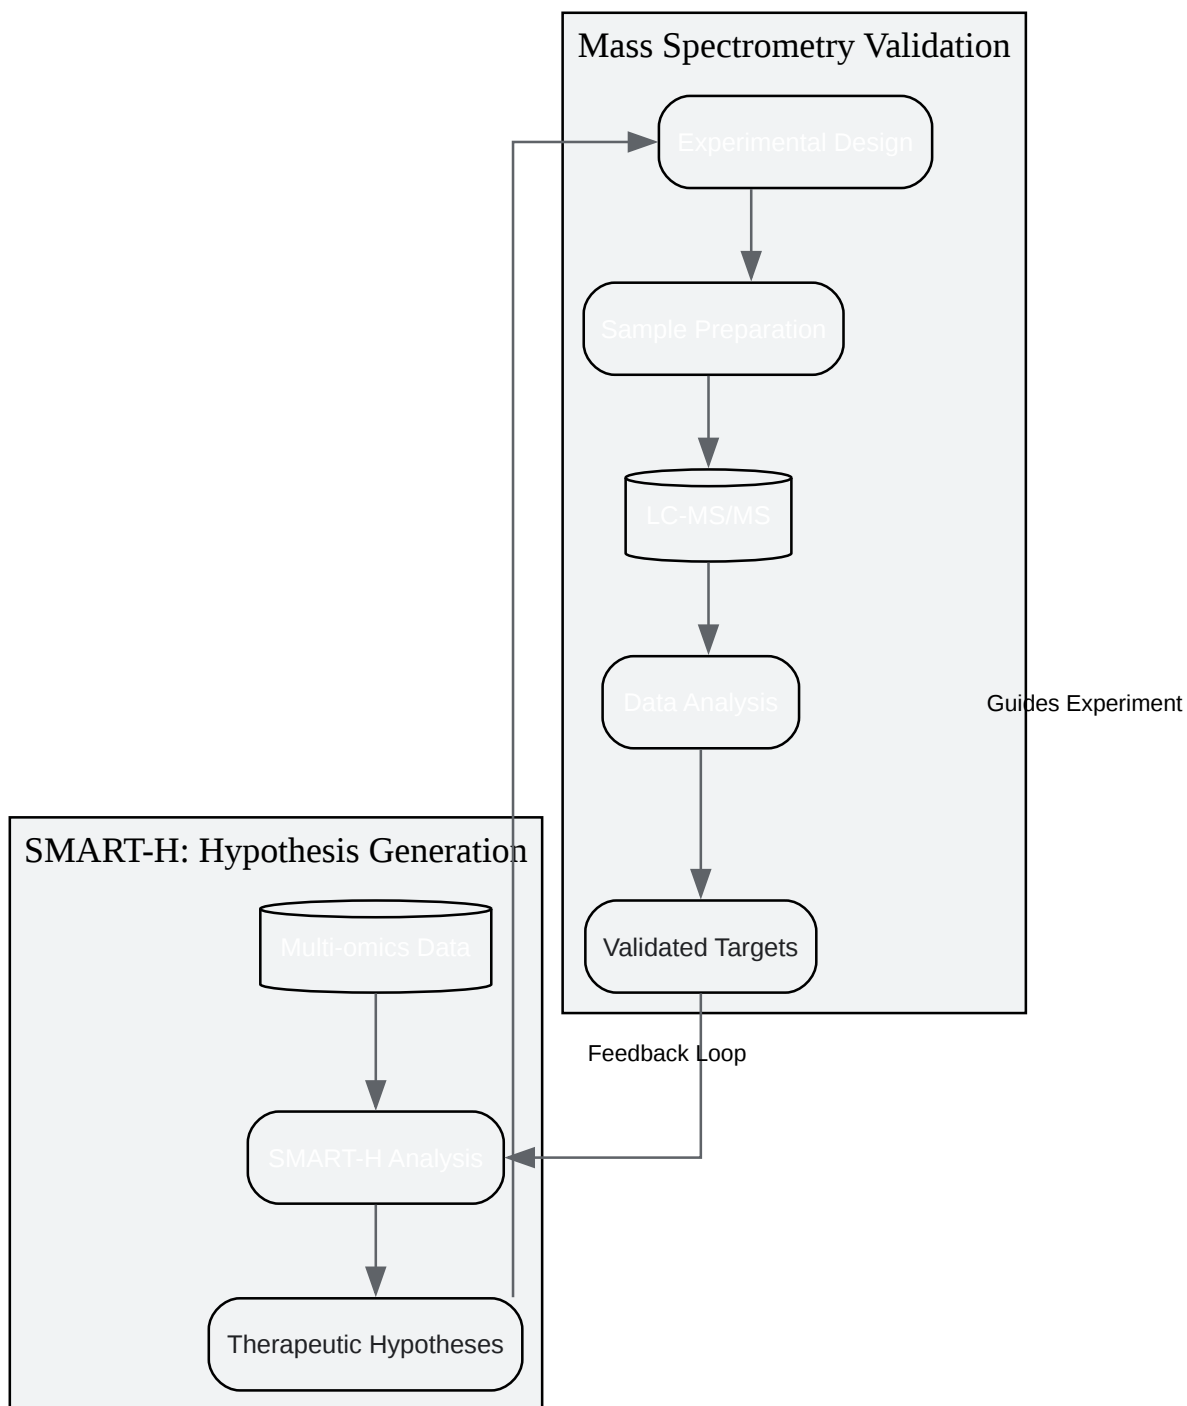 Mass Spectrometry Validation
Experimental Design
Sample Preparation
LC-MS/MS
Data Analysis
Guides Experiment
Validated Targets
Feedback Loop
SMART-H: Hypothesis Generation
Multi-omics Data
SMART-H Analysis
Therapeutic Hypotheses